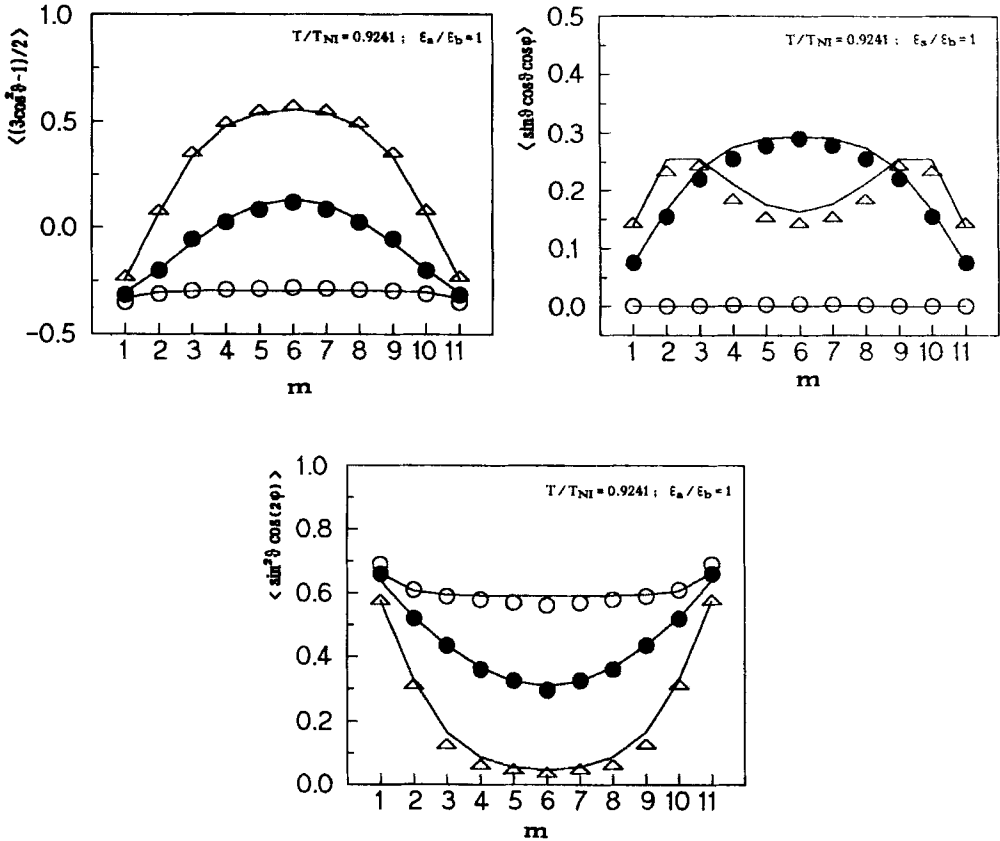 ⟨(3cos²ϑ-1)/2⟩
T/T_NI = 0.9241 ; ε_a/ε_b = 1
1.0
0.5
0.0
−0.5
1 2 3 4 5 6 7 8 9 10 11
m
⟨sinϑ cosϑ cosφ⟩
T/T_NI = 0.9241 ; ε_s/ε_b = 1
0.5
0.4
0.3
0.2
0.1
0.0
1 2 3 4 5 6 7 8 9 10 11
m
⟨sin²ϑ cos(2φ)⟩
T/T_NI = 0.9241 ; ε_a/ε_b = 1
1.0
0.8
0.6
0.4
0.2
0.0
1 2 3 4 5 6 7 8 9 10 11
m